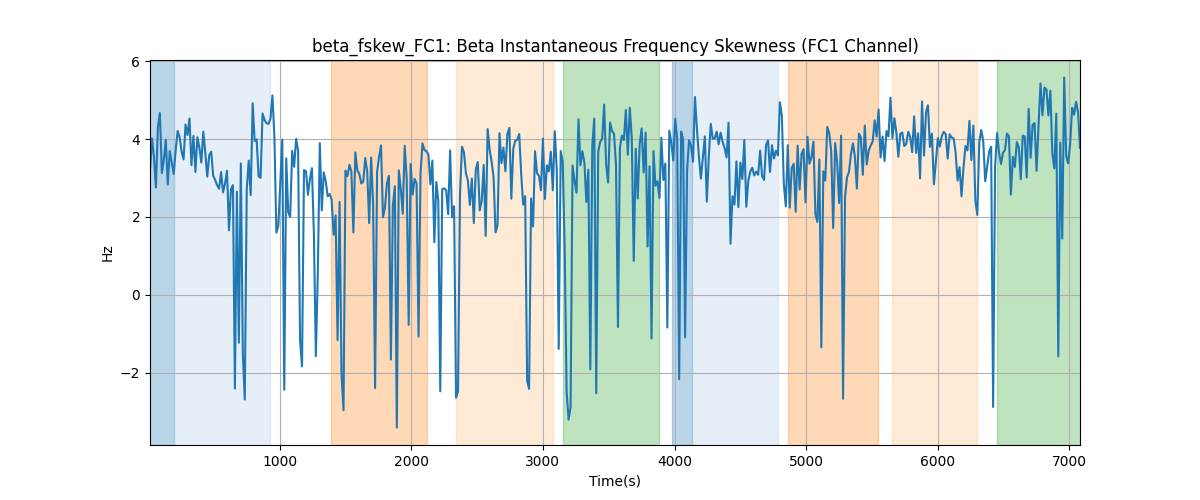 beta_fskew_FC1: Beta Instantaneous Frequency Skewness (FC1 Channel)
6
4
2
0
−2
Hz
1000 2000 3000 4000 5000 6000 7000
Time(s)